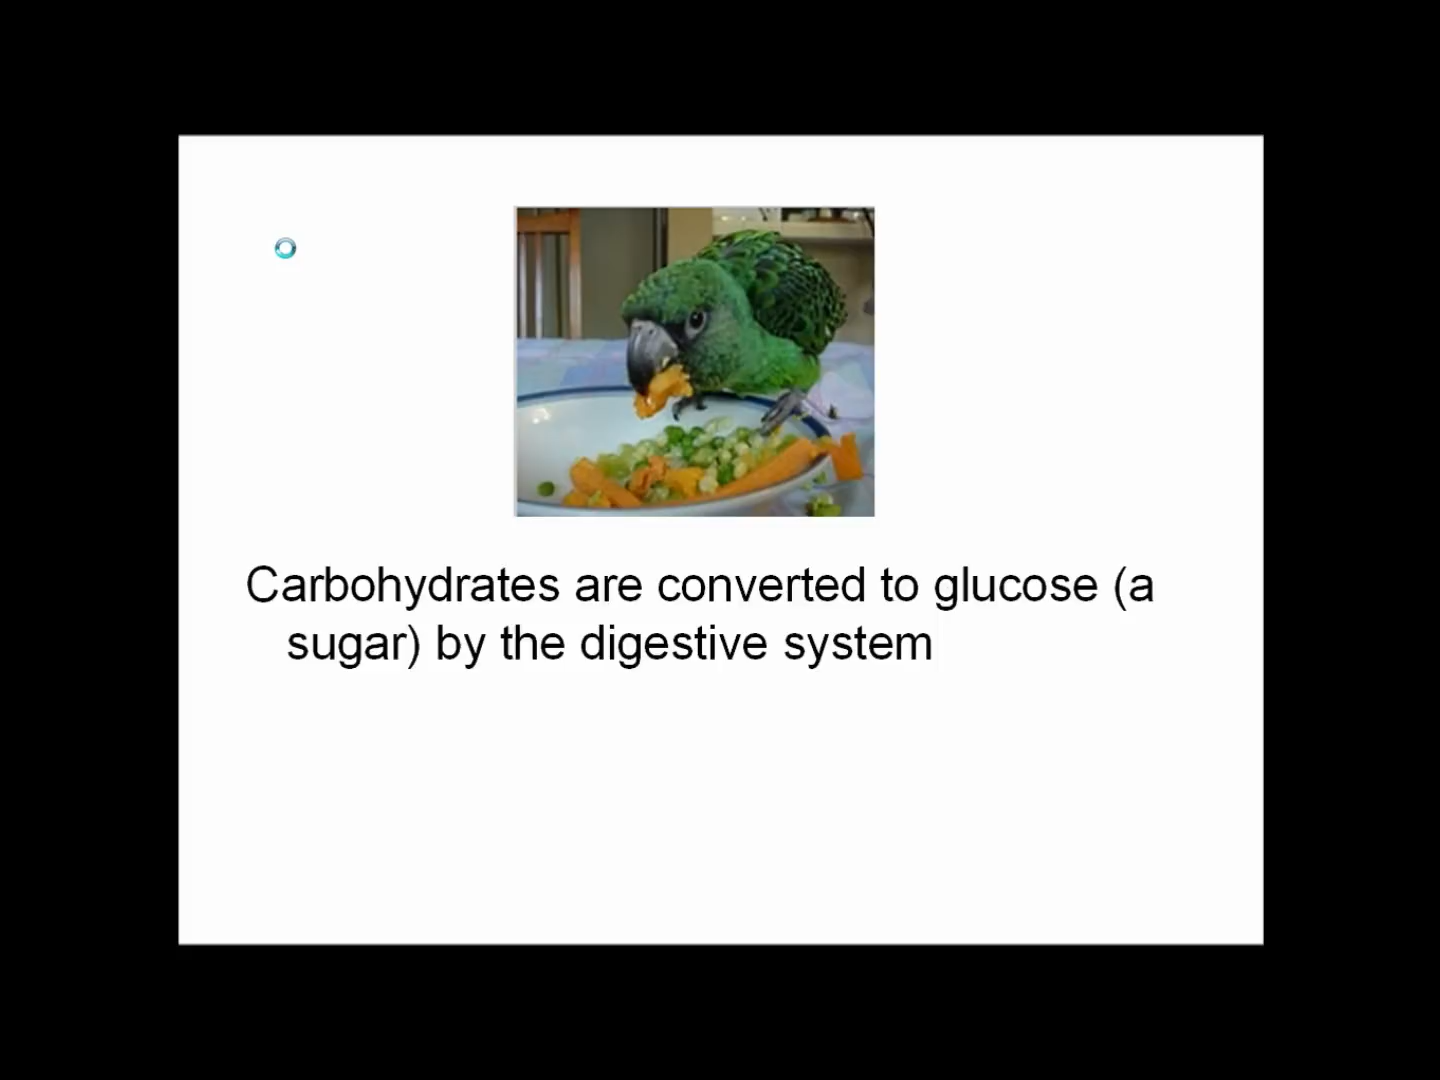 Carbohydrates are converted to glucose (a
sugar) by the digestive system